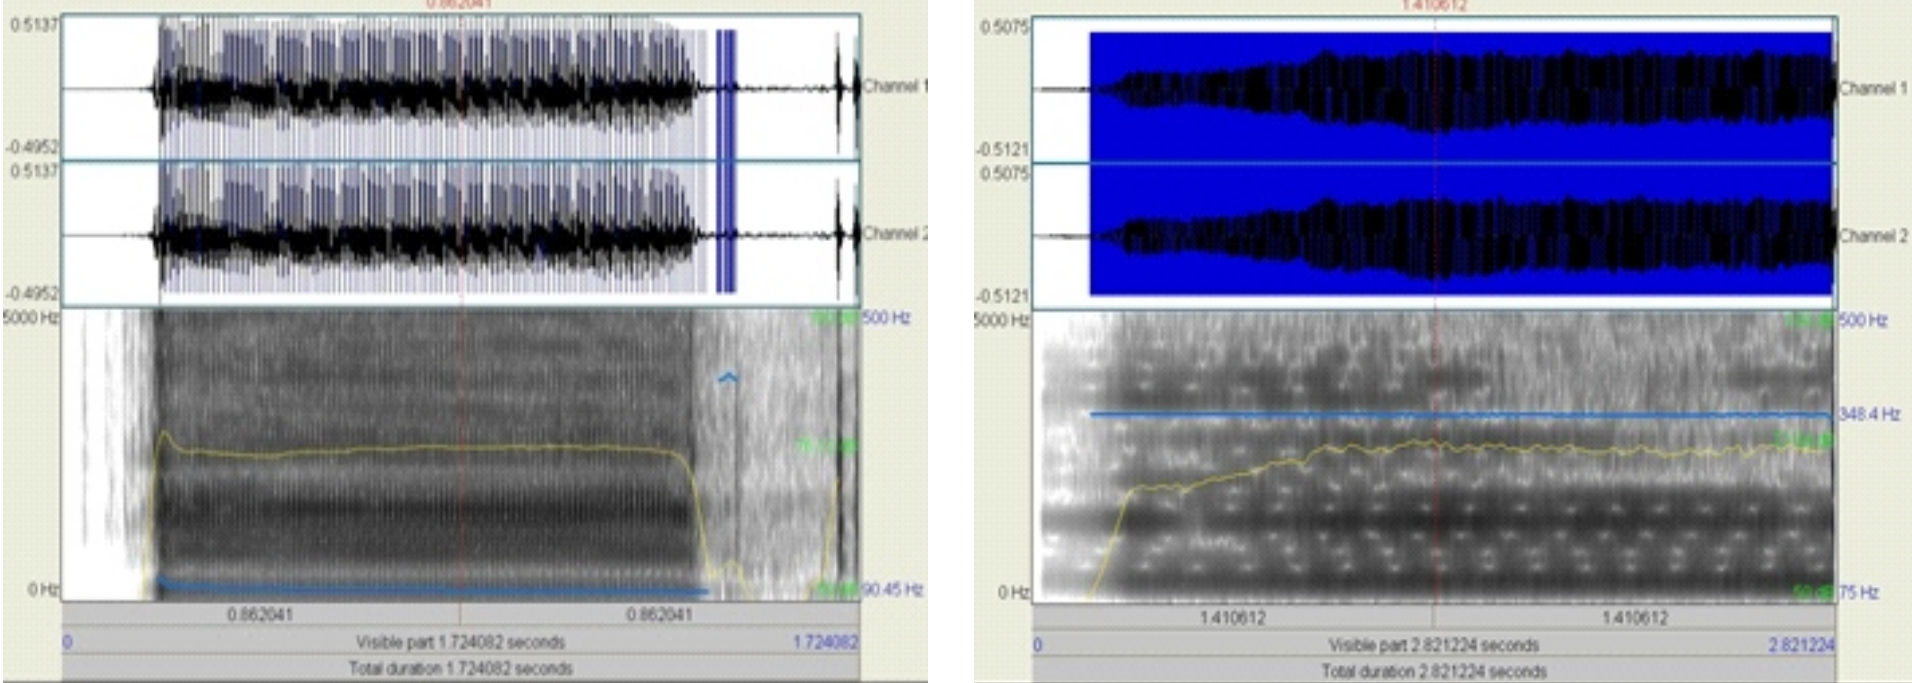 0.862041
0.5137
Channel 1
-0.4952
0.5137
Channel 2
-0.4952
5000 Hz
500 Hz
0 Hz
90.45 Hz
0.862041
0.862041
0
Visible part 1.724082 seconds
1.724082
Total duration 1.724082 seconds
1.410612
0.5075
Channel 1
-0.5121
0.5075
Channel 2
-0.5121
5000 Hz
500 Hz
348.4 Hz
0 Hz
50 dB
75 Hz
1.410612
1.410612
0
Visible part 2.821224 seconds
2.821224
Total duration 2.821224 seconds